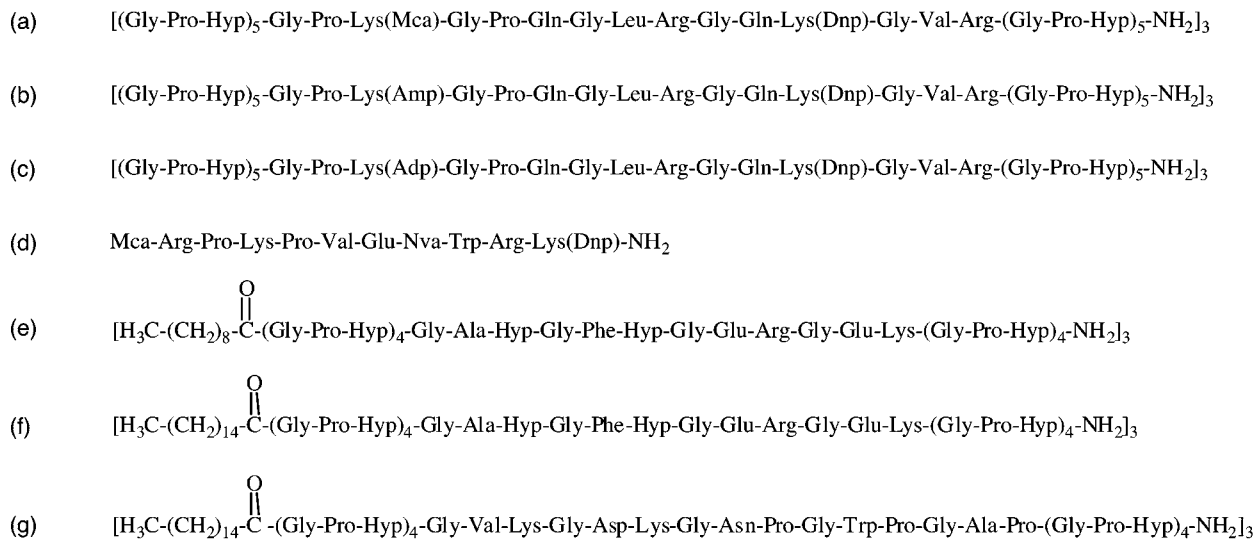 (a) [(Gly-Pro-Hyp)₅-Gly-Pro-Lys(Mca)-Gly-Pro-Gln-Gly-Leu-Arg-Gly-Gln-Lys(Dnp)-Gly-Val-Arg-(Gly-Pro-Hyp)₅-NH₂]₃
(b) [(Gly-Pro-Hyp)₅-Gly-Pro-Lys(Amp)-Gly-Pro-Gln-Gly-Leu-Arg-Gly-Gln-Lys(Dnp)-Gly-Val-Arg-(Gly-Pro-Hyp)₅-NH₂]₃
(c) [(Gly-Pro-Hyp)₅-Gly-Pro-Lys(Adp)-Gly-Pro-Gln-Gly-Leu-Arg-Gly-Gln-Lys(Dnp)-Gly-Val-Arg-(Gly-Pro-Hyp)₅-NH₂]₃
(d) Mca-Arg-Pro-Lys-Pro-Val-Glu-Nva-Trp-Arg-Lys(Dnp)-NH₂
O
(e) [H₃C-(CH₂)₈-C-(Gly-Pro-Hyp)₄-Gly-Ala-Hyp-Gly-Phe-Hyp-Gly-Glu-Arg-Gly-Glu-Lys-(Gly-Pro-Hyp)₄-NH₂]₃
O
(f) [H₃C-(CH₂)₁₄-C-(Gly-Pro-Hyp)₄-Gly-Ala-Hyp-Gly-Phe-Hyp-Gly-Glu-Arg-Gly-Glu-Lys-(Gly-Pro-Hyp)₄-NH₂]₃
O
(g) [H₃C-(CH₂)₁₄-C-(Gly-Pro-Hyp)₄-Gly-Val-Lys-Gly-Asp-Lys-Gly-Asn-Pro-Gly-Trp-Pro-Gly-Ala-Pro-(Gly-Pro-Hyp)₄-NH₂]₃